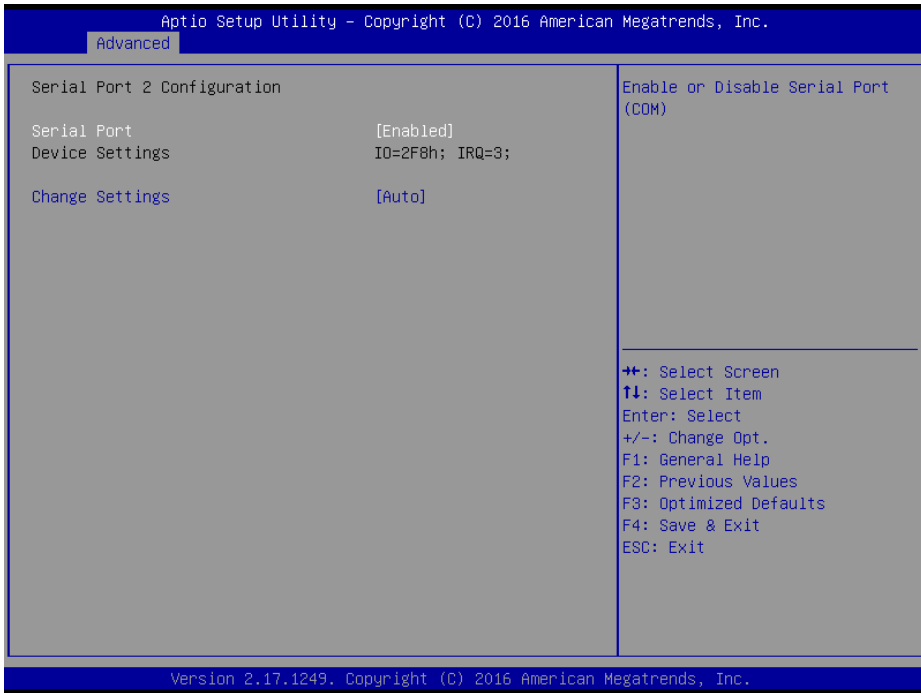 Aptio Setup Utility – Copyright (C) 2016 American Megatrends, Inc.
Advanced
Serial Port 2 Configuration
Serial Port [Enabled]
Device Settings IO=2F8h; IRQ=3;
Change Settings [Auto]
Enable or Disable Serial Port
(COM)
→←: Select Screen
↑↓: Select Item
Enter: Select
+/-: Change Opt.
F1: General Help
F2: Previous Values
F3: Optimized Defaults
F4: Save & Exit
ESC: Exit
Version 2.17.1249. Copyright (C) 2016 American Megatrends, Inc.